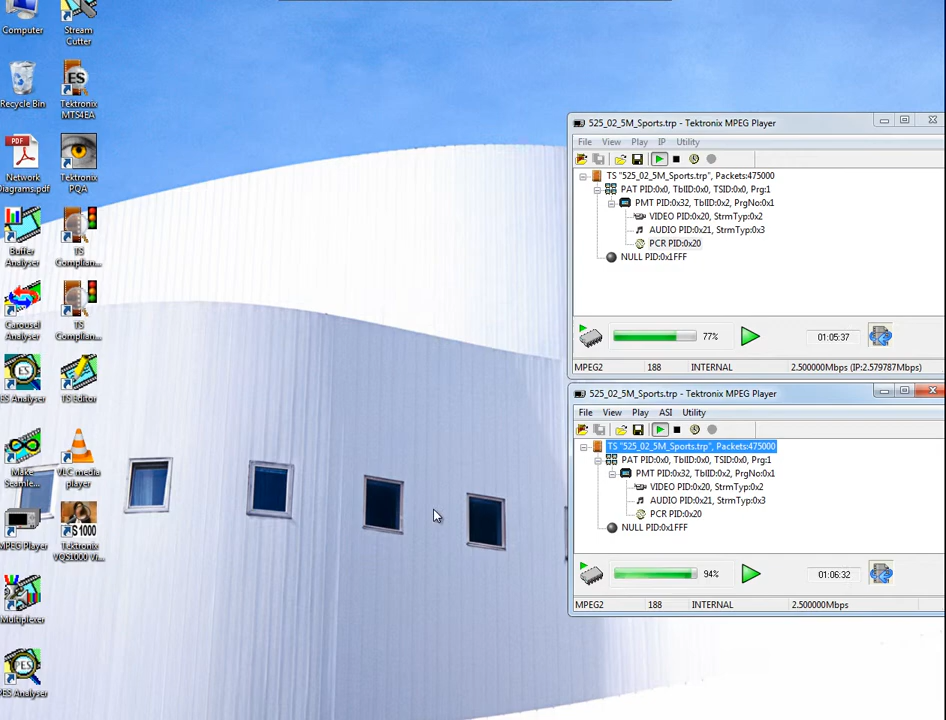 Computer
Stream
Cutter
Recycle Bin
ES
Tektronix
MTS4EA
PDF
Network
Diagrams.pdf
Tektronix
PQA
Buffer
Analyser
TS
Complian...
Carousel
Analyser
TS
Complian...
ES
ES Analyser
TS Editor
Make
Seamle...
VLC media
player
MPEG Player
S 1000
Tektronix
VQS1000 Vi...
Multiplexer
PES
PES Analyser
525_02_5M_Sports.trp - Tektronix MPEG Player
File View Play IP Utility
TS "525_02_5M_Sports.trp", Packets:475000
PAT PID:0x0, TblID:0x0, TSID:0x0, Prg:1
PMT PID:0x32, TblID:0x2, PrgNo:0x1
VIDEO PID:0x20, StrmTyp:0x2
AUDIO PID:0x21, StrmTyp:0x3
PCR PID:0x20
NULL PID:0x1FFF
77% 01:05:37
MPEG2 188 INTERNAL 2.500000Mbps (IP:2.579787Mbps)
525_02_5M_Sports.trp - Tektronix MPEG Player
File View Play ASI Utility
TS "525_02_5M_Sports.trp", Packets:475000
PAT PID:0x0, TblID:0x0, TSID:0x0, Prg:1
PMT PID:0x32, TblID:0x2, PrgNo:0x1
VIDEO PID:0x20, StrmTyp:0x2
AUDIO PID:0x21, StrmTyp:0x3
PCR PID:0x20
NULL PID:0x1FFF
94% 01:06:32
MPEG2 188 INTERNAL 2.500000Mbps